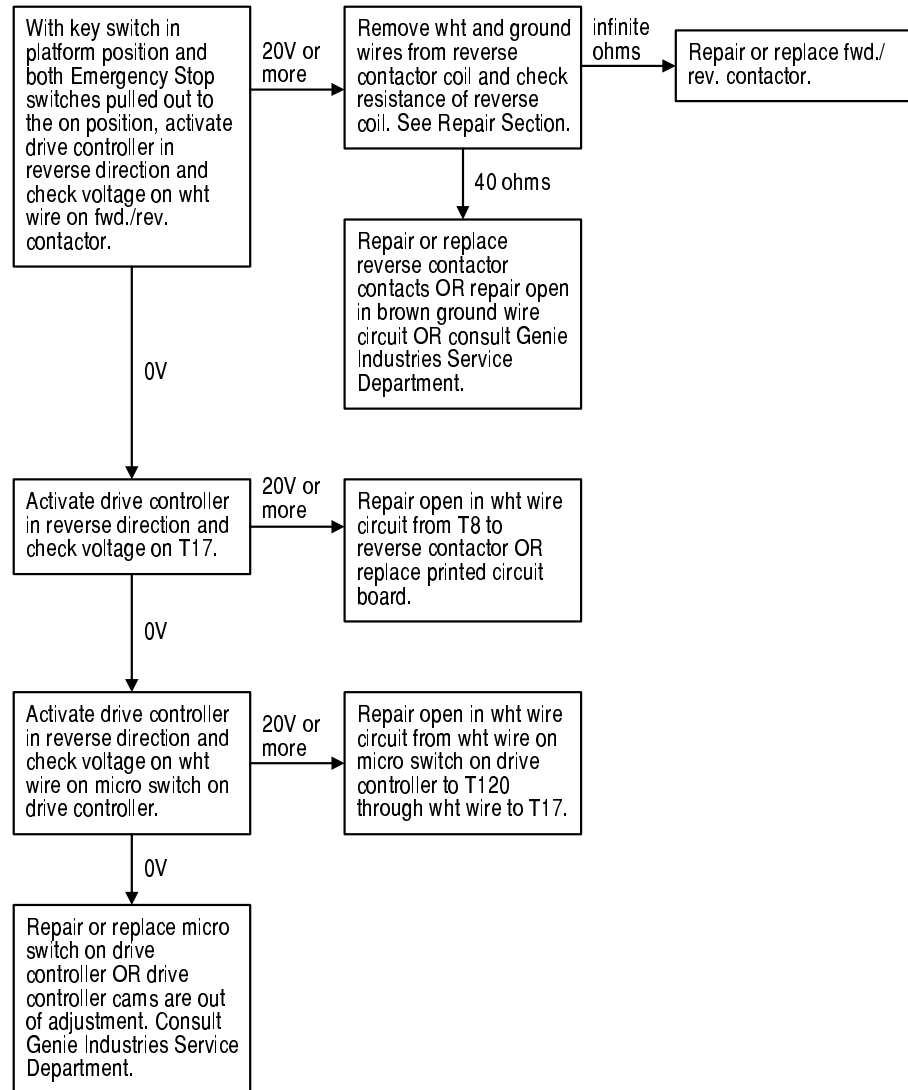 With key switch in
platform position and
both Emergency Stop
switches pulled out to
the on position, activate
drive controller in
reverse direction and
check voltage on wht
wire on fwd./rev.
contactor.
20V or
more
Remove wht and ground
wires from reverse
contactor coil and check
resistance of reverse
coil. See Repair Section.
infinite
ohms
Repair or replace fwd./
rev. contactor.
40 ohms
Repair or replace
reverse contactor
contacts OR repair open
in brown ground wire
circuit OR consult Genie
Industries Service
Department.
0V
Activate drive controller
in reverse direction and
check voltage on T17.
20V or
more
Repair open in wht wire
circuit from T8 to
reverse contactor OR
replace printed circuit
board.
0V
Activate drive controller
in reverse direction and
check voltage on wht
wire on micro switch on
drive controller.
20V or
more
Repair open in wht wire
circuit from wht wire on
micro switch on drive
controller to T120
through wht wire to T17.
0V
Repair or replace micro
switch on drive
controller OR drive
controller cams are out
of adjustment. Consult
Genie Industries Service
Department.